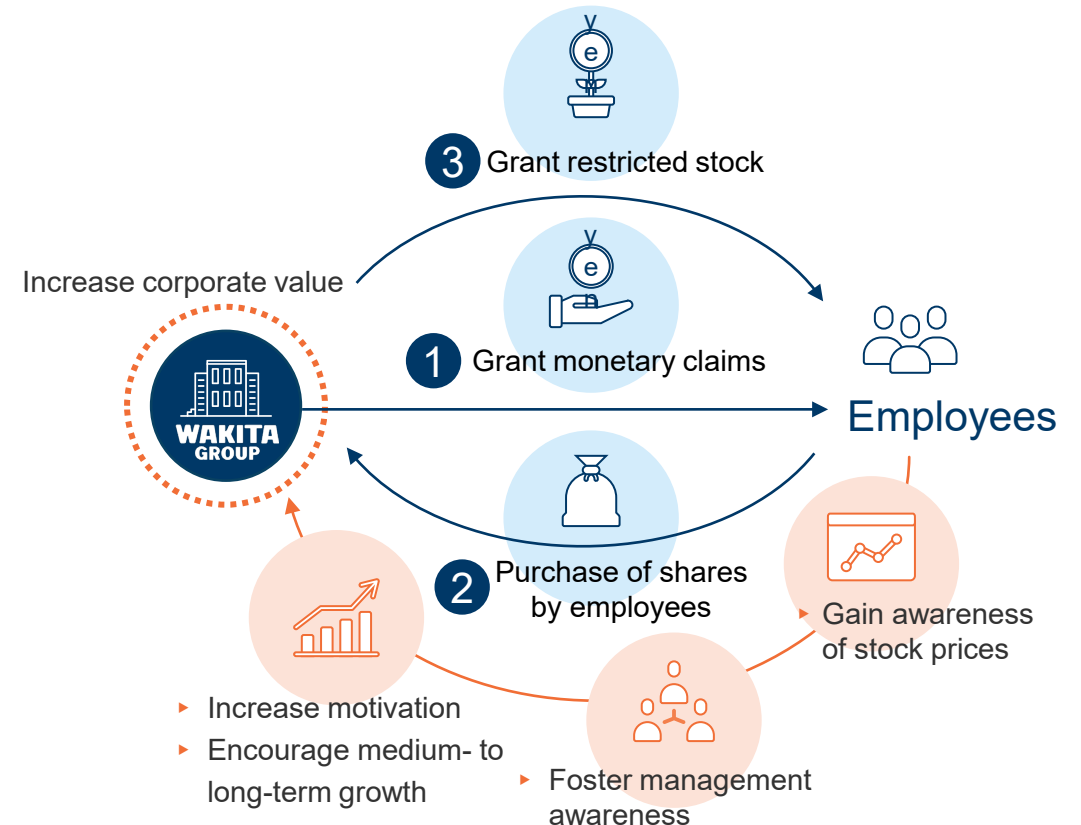 e
3 Grant restricted stock
e
Increase corporate value
1 Grant monetary claims
WAKITA
GROUP
Employees
2 Purchase of shares
by employees
Gain awareness
of stock prices
Increase motivation
Encourage medium- to
long-term growth
Foster management
awareness